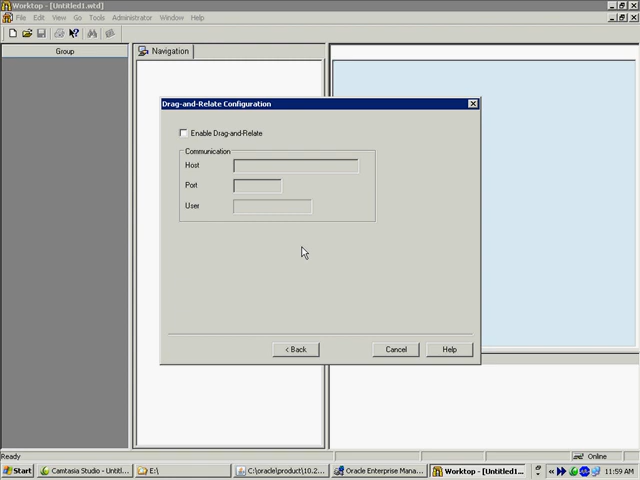 Worktop - [Untitled1.wtd]
File Edit View Go Tools Administrator Window Help
Group
Navigation
Drag-and-Relate Configuration
Enable Drag-and-Relate
Communication
Host
Port
User
< Back
Cancel
Help
Ready
Online
Start
Camtasia Studio - Untitl...
E:\
C:\oracle\product\10.2...
Oracle Enterprise Mana...
Worktop - [Untitled1...
11:59 AM